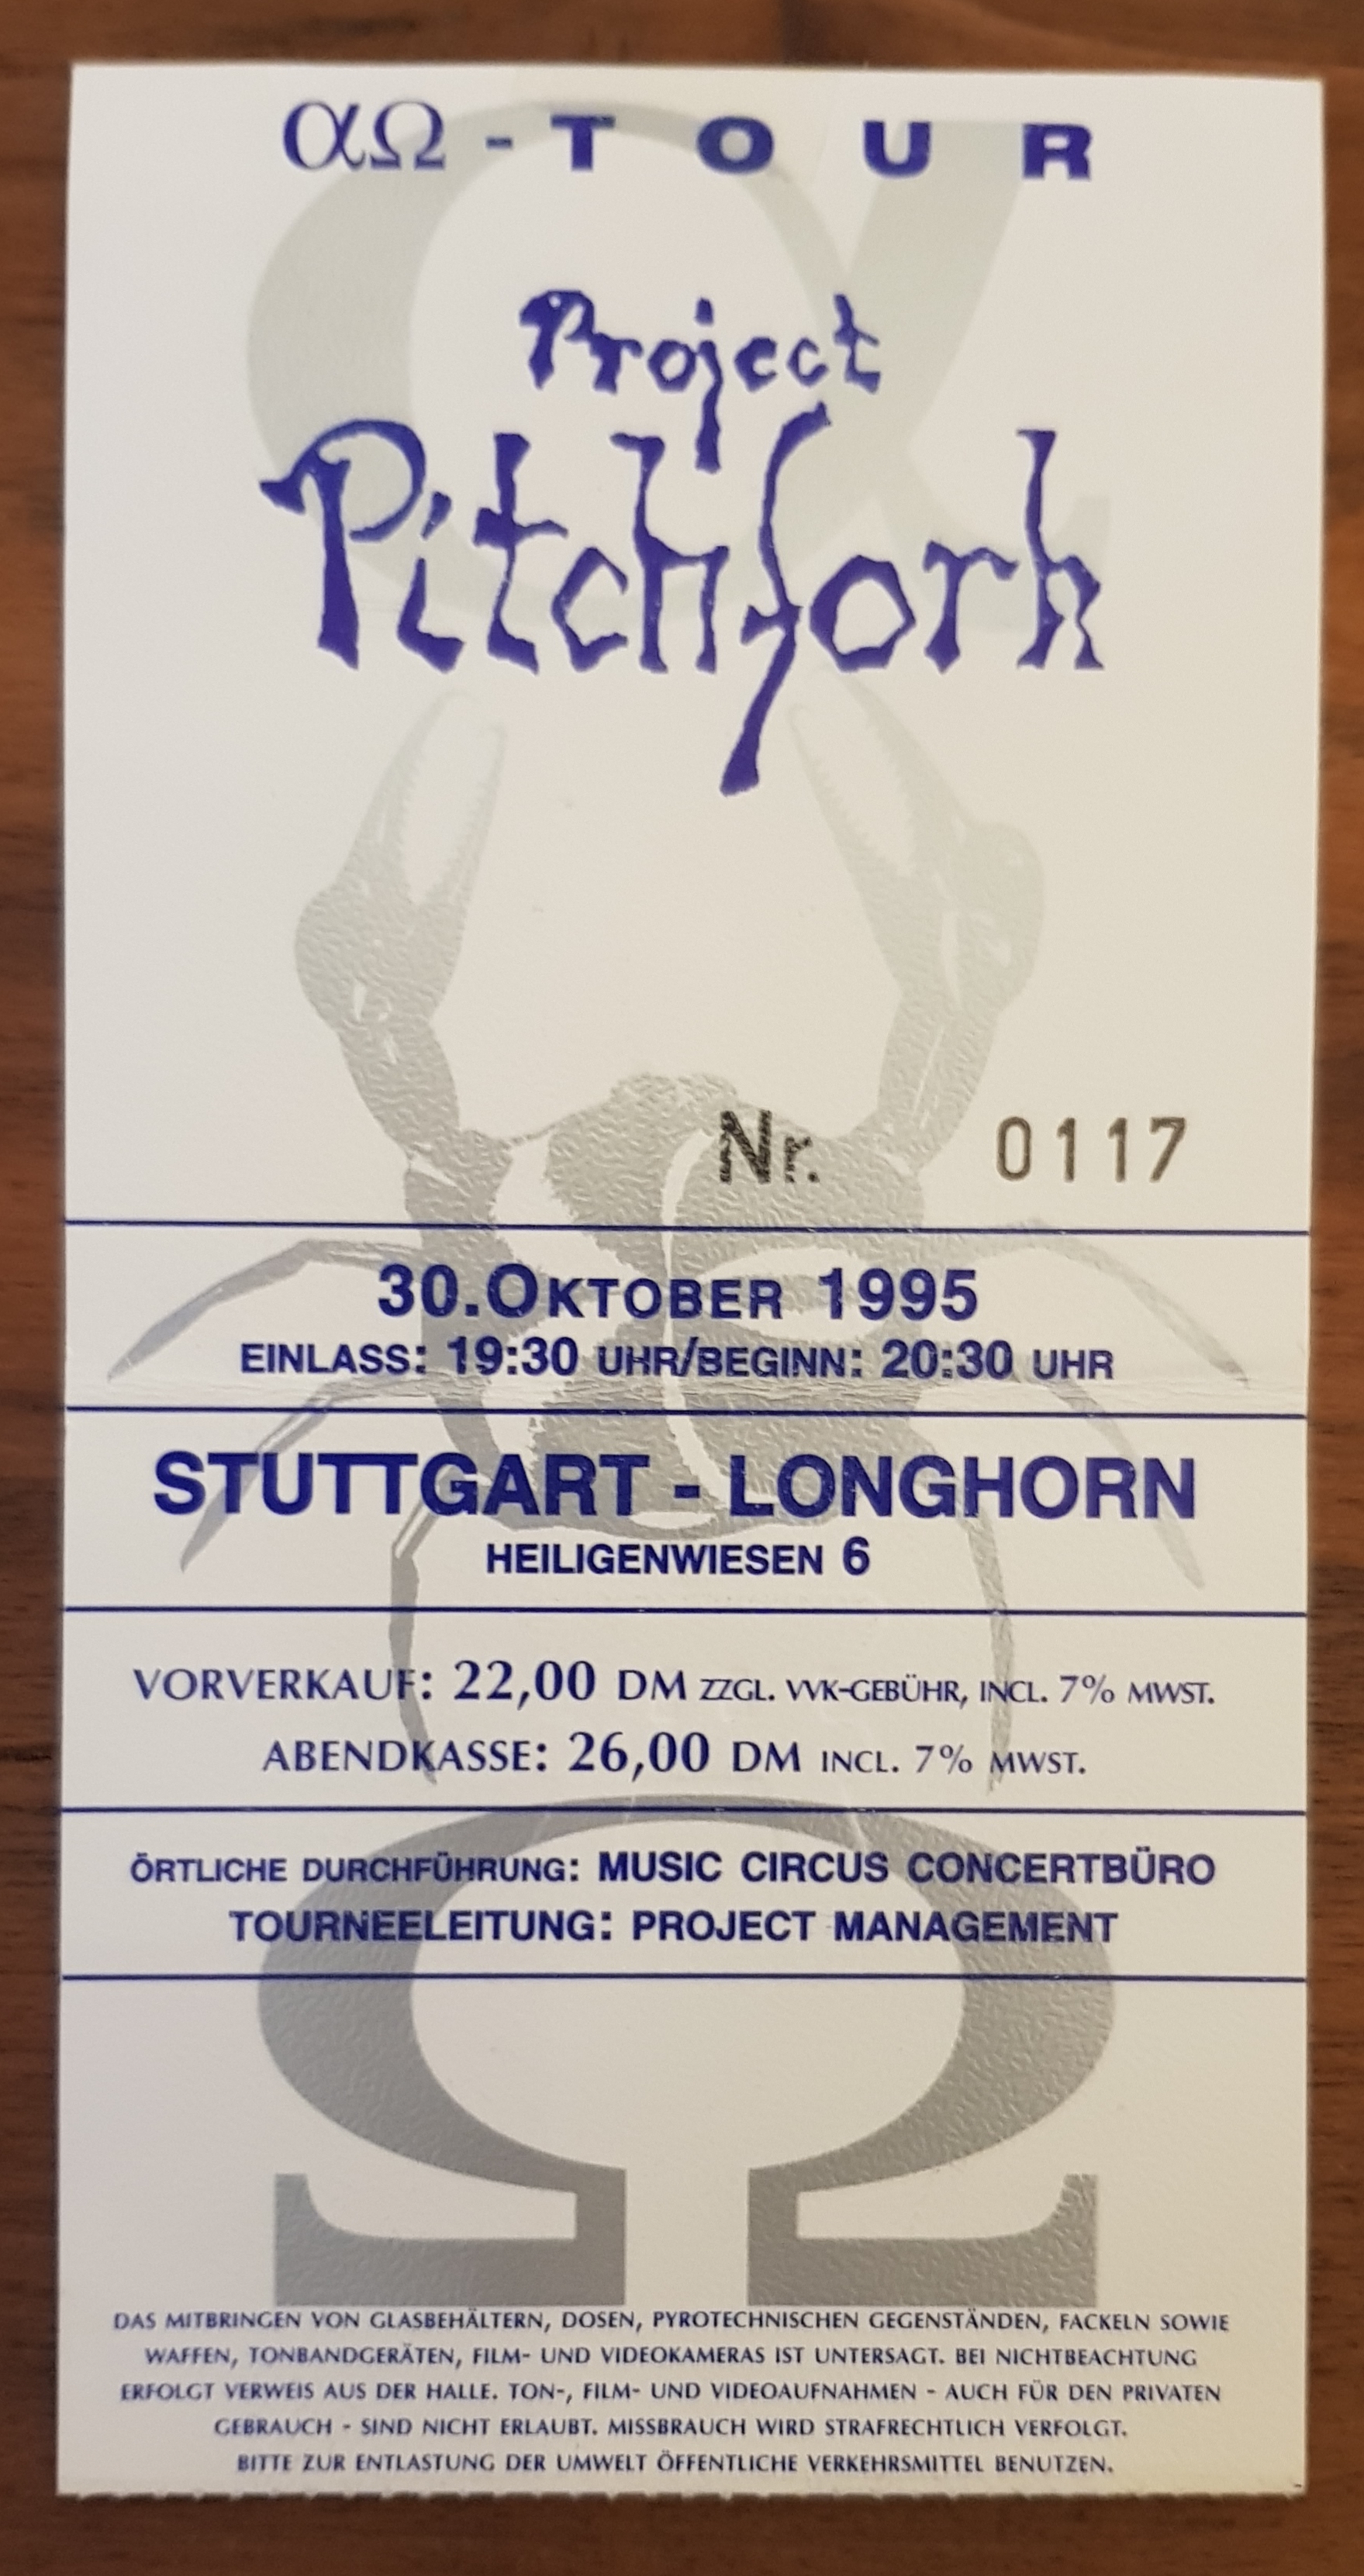 αΩ - TOUR
Project
Pitchfork
Nr. 0117
30.OKTOBER 1995
EINLASS: 19:30 UHR/BEGINN: 20:30 UHR
STUTTGART - LONGHORN
HEILIGENWIESEN 6
VORVERKAUF: 22,00 DM ZZGL. VVK-GEBÜHR, INCL. 7% MWST.
ABENDKASSE: 26,00 DM INCL. 7% MWST.
ÖRTLICHE DURCHFÜHRUNG: MUSIC CIRCUS CONCERTBÜRO
TOURNEELEITUNG: PROJECT MANAGEMENT
DAS MITBRINGEN VON GLASBEHÄLTERN, DOSEN, PYROTECHNISCHEN GEGENSTÄNDEN, FACKELN SOWIE
WAFFEN, TONBANDGERÄTEN, FILM- UND VIDEOKAMERAS IST UNTERSAGT. BEI NICHTBEACHTUNG
ERFOLGT VERWEIS AUS DER HALLE. TON-, FILM- UND VIDEOAUFNAHMEN - AUCH FÜR DEN PRIVATEN
GEBRAUCH - SIND NICHT ERLAUBT. MISSBRAUCH WIRD STRAFRECHTLICH VERFOLGT.
BITTE ZUR ENTLASTUNG DER UMWELT ÖFFENTLICHE VERKEHRSMITTEL BENUTZEN.